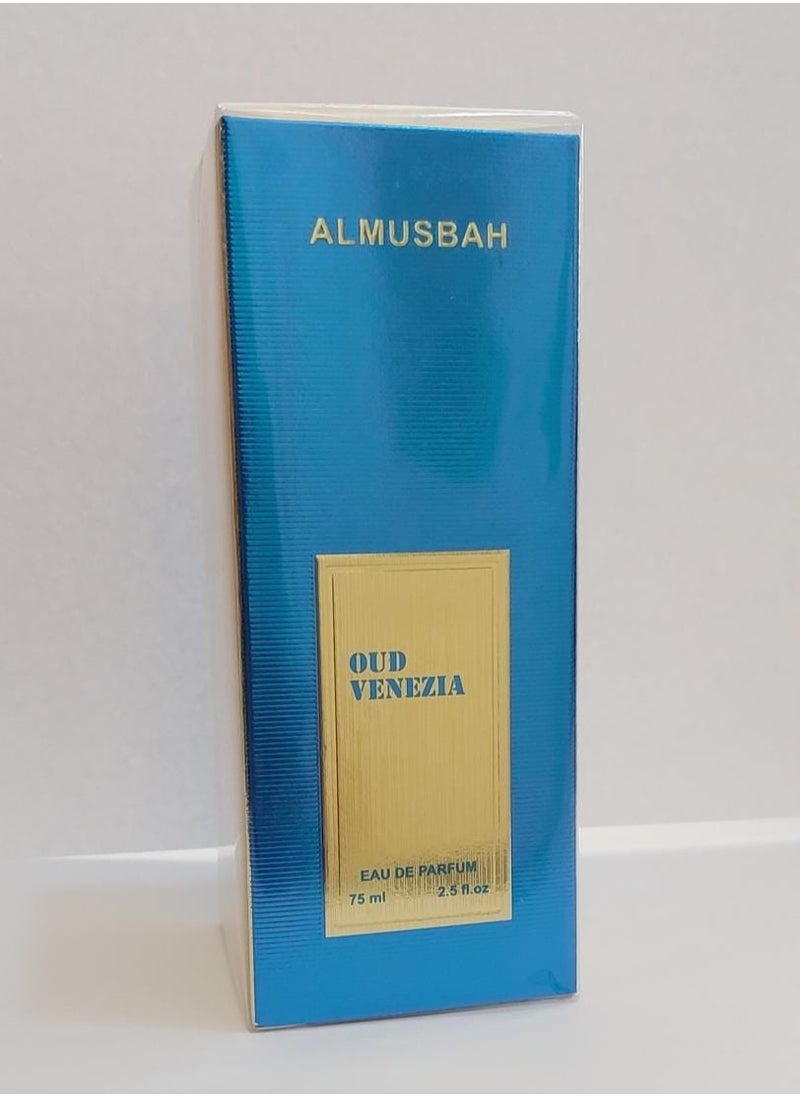 ALMUSBAH
OUD
VENEZIA
EAU DE PARFUM
75 ml 2.5 fl.oz